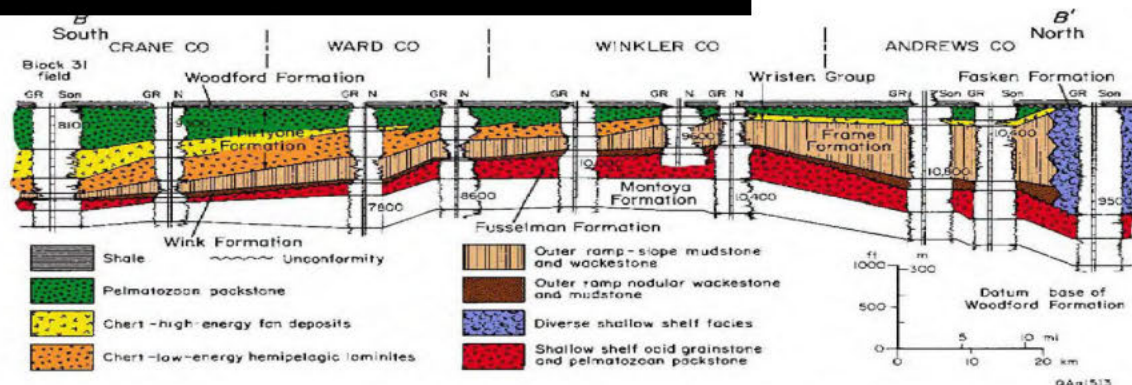 B
South
B'
North
CRANE CO
WARD CO
WINKLER CO
ANDREWS CO
Block 31
field
Woodford Formation
Wristen Group
Fasken Formation
GR Son
GR N
GR N
GR N
GR N
N
GR N
GR Son
GR Son
GR Son
810
Thirtyone
Formation
9600
Frame
Formation
10,400
10,800
950
7800
8600
Montoya
Formation
10,400
Wink Formation
Fusselman Formation
Shale
Unconformity
Pelmatozoan packstone
Chert-high-energy fan deposits
Chert-low-energy hemipelagic laminites
Outer ramp-slope mudstone
and wackestone
Outer ramp nodular wackestone
and mudstone
Diverse shallow shelf facies
Shallow shelf ooid grainstone
and pelmatozoan packstone
ft m
1000 300
500
0
0 5 10 mi
0 10 20 km
Datum base of
Woodford Formation
QAa1513